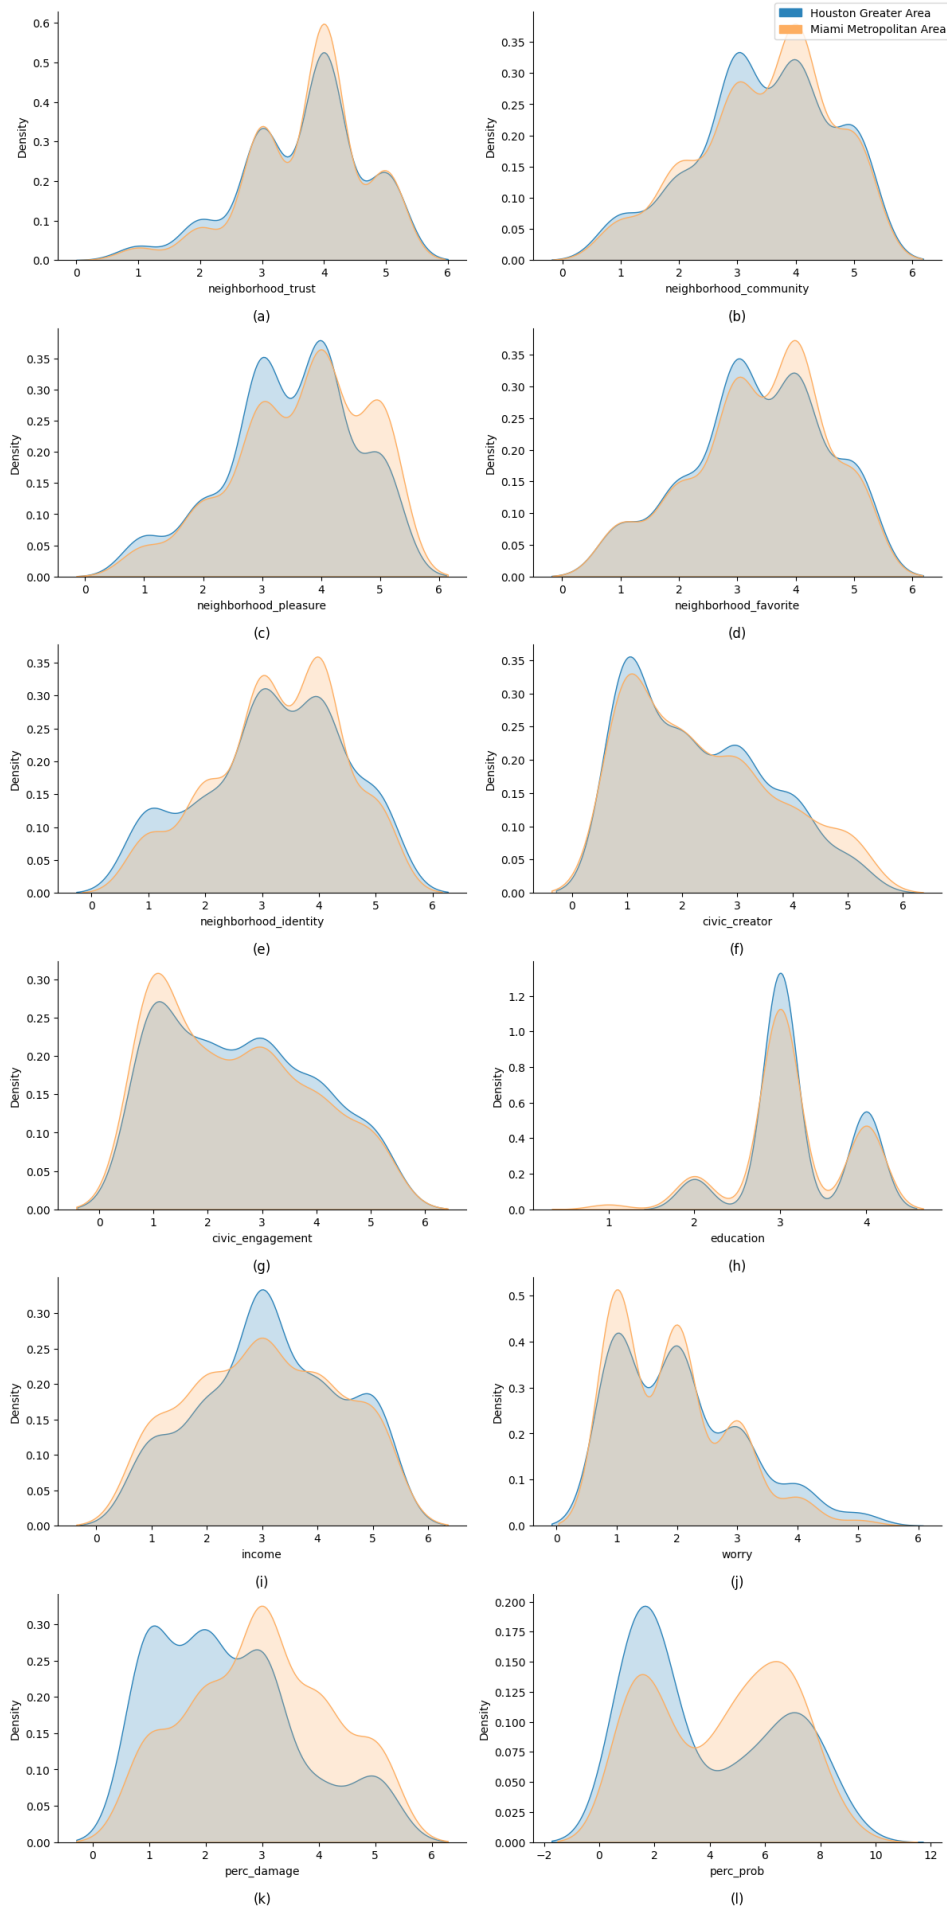 Houston Greater Area
Miami Metropolitan Area
Density
0.6
0.5
0.4
0.3
0.2
0.1
0.0
0 1 2 3 4 5 6
neighborhood_trust
(a)
Density
0.35
0.30
0.25
0.20
0.15
0.10
0.05
0.00
0 1 2 3 4 5 6
neighborhood_community
(b)
Density
0.35
0.30
0.25
0.20
0.15
0.10
0.05
0.00
0 1 2 3 4 5 6
neighborhood_pleasure
(c)
Density
0.35
0.30
0.25
0.20
0.15
0.10
0.05
0.00
0 1 2 3 4 5 6
neighborhood_favorite
(d)
Density
0.35
0.30
0.25
0.20
0.15
0.10
0.05
0.00
0 1 2 3 4 5 6
neighborhood_identity
(e)
Density
0.35
0.30
0.25
0.20
0.15
0.10
0.05
0.00
0 1 2 3 4 5 6
civic_creator
(f)
Density
0.30
0.25
0.20
0.15
0.10
0.05
0.00
0 1 2 3 4 5 6
civic_engagement
(g)
Density
1.2
1.0
0.8
0.6
0.4
0.2
0.0
1 2 3 4
education
(h)
Density
0.30
0.25
0.20
0.15
0.10
0.05
0.00
0 1 2 3 4 5 6
income
(i)
Density
0.5
0.4
0.3
0.2
0.1
0.0
0 1 2 3 4 5 6
worry
(j)
Density
0.30
0.25
0.20
0.15
0.10
0.05
0.00
0 1 2 3 4 5 6
perc_damage
(k)
Density
0.200
0.175
0.150
0.125
0.100
0.075
0.050
0.025
0.000
−2 0 2 4 6 8 10 12
perc_prob
(l)